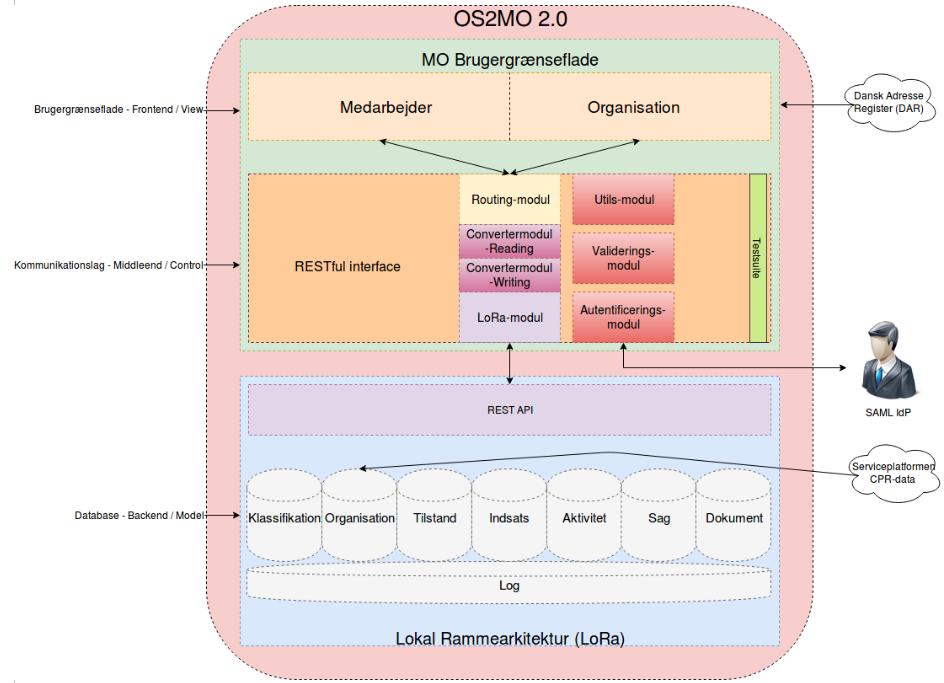 OS2MO 2.0
MO Brugergrænseflade
Medarbejder
Organisation
Brugergrænseflade - Frontend / View
Dansk Adresse
Register (DAR)
Routing-modul
Utils-modul
Convertermodul
-Reading
Validerings-
modul
Testsuite
Kommunikationslag - Middleend / Control
RESTful interface
Convertermodul
-Writing
LoRa-modul
Autentificerings-
modul
SAML IdP
REST API
Serviceplatformen
CPR-data
Database - Backend / Model
Klassifikation
Organisation
Tilstand
Indsats
Aktivitet
Sag
Dokument
Log
Lokal Rammearkitektur (LoRa)